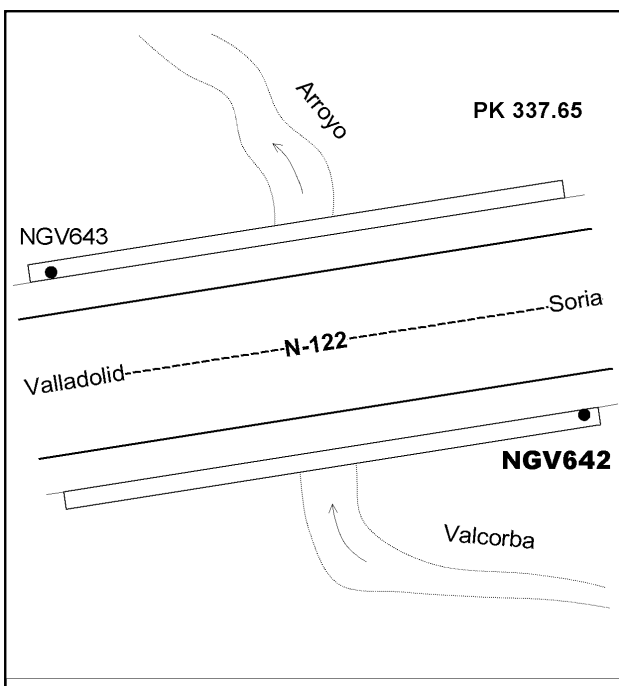 Arroyo
PK 337.65
NGV643
Soria
N-122
Valladolid
NGV642
Valcorba